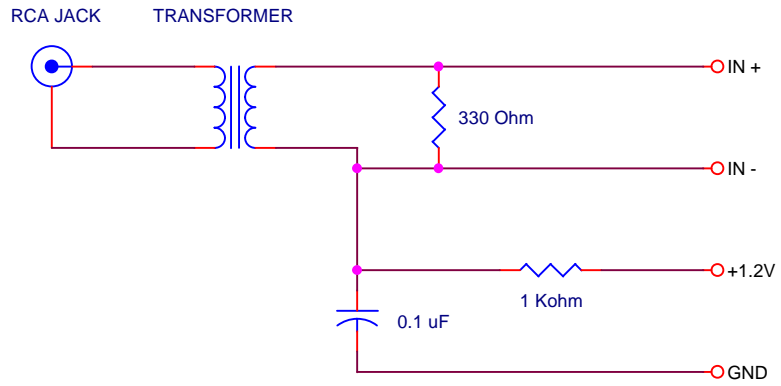 RCA JACK TRANSFORMER
IN +
330 Ohm
IN -
+1.2V
1 Kohm
0.1 uF
GND